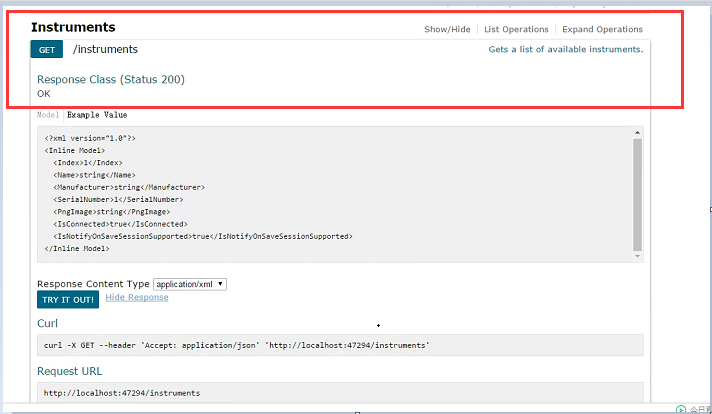 Instruments
Show/Hide List Operations Expand Operations
GET /instruments Gets a list of available instruments.
Response Class (Status 200)
OK
Model Example Value
<?xml version="1.0"?>
<Inline Model>
<Index>1</Index>
<Name>string</Name>
<Manufacturer>string</Manufacturer>
<SerialNumber>1</SerialNumber>
<PngImage>string</PngImage>
<IsConnected>true</IsConnected>
<IsNotifyOnSaveSessionSupported>true</IsNotifyOnSaveSessionSupported>
</Inline Model>
Response Content Type application/xml
TRY IT OUT! Hide Response
Curl
curl -X GET --header 'Accept: application/json' 'http://localhost:47294/instruments'
Request URL
http://localhost:47294/instruments
今日